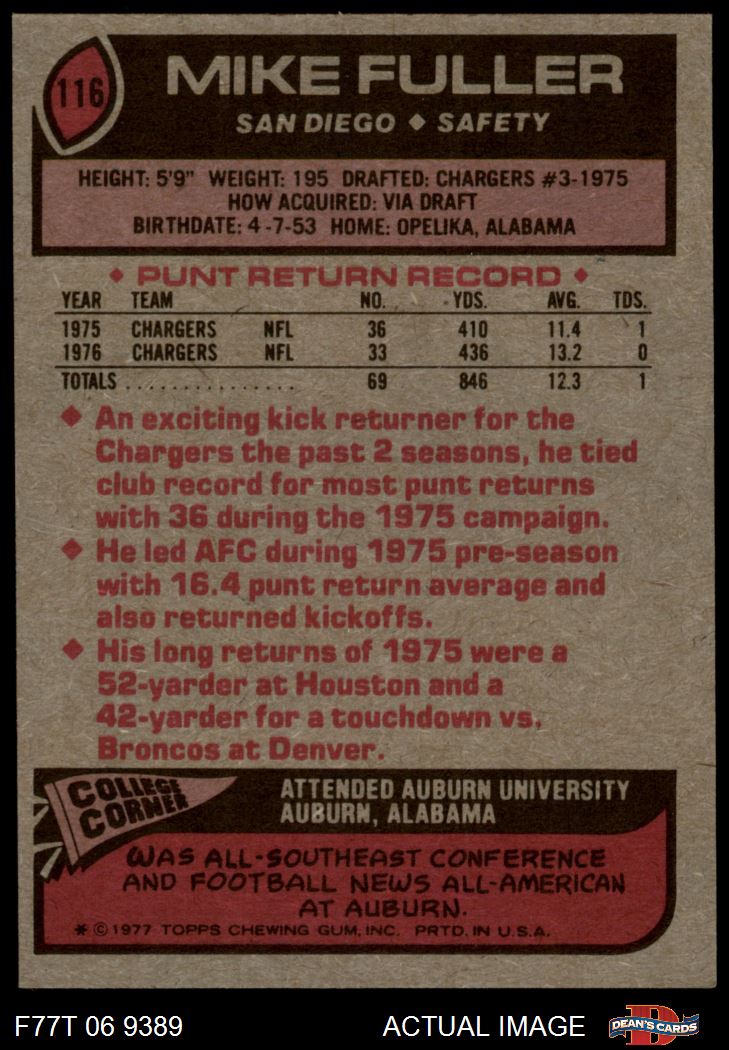 116
MIKE FULLER
SAN DIEGO ◆ SAFETY
HEIGHT: 5'9" WEIGHT: 195 DRAFTED: CHARGERS #3-1975
HOW ACQUIRED: VIA DRAFT
BIRTHDATE: 4-7-53 HOME: OPELIKA, ALABAMA
◆ PUNT RETURN RECORD ◆
YEAR TEAM NO. YDS. AVG. TDS.
1975 CHARGERS NFL 36 410 11.4 1
1976 CHARGERS NFL 33 436 13.2 0
TOTALS . . . . . . . . . . . . . . . 69 846 12.3 1
◆ An exciting kick returner for the
Chargers the past 2 seasons, he tied
club record for most punt returns
with 36 during the 1975 campaign.
◆ He led AFC during 1975 pre-season
with 16.4 punt return average and
also returned kickoffs.
◆ His long returns of 1975 were a
52-yarder at Houston and a
42-yarder for a touchdown vs.
Broncos at Denver.
COLLEGE
CORNER
ATTENDED AUBURN UNIVERSITY
AUBURN, ALABAMA
WAS ALL-SOUTHEAST CONFERENCE
AND FOOTBALL NEWS ALL-AMERICAN
AT AUBURN.
* © 1977 TOPPS CHEWING GUM, INC. PRTD. IN U.S.A.
F77T 06 9389 ACTUAL IMAGE D DEAN'S CARDS